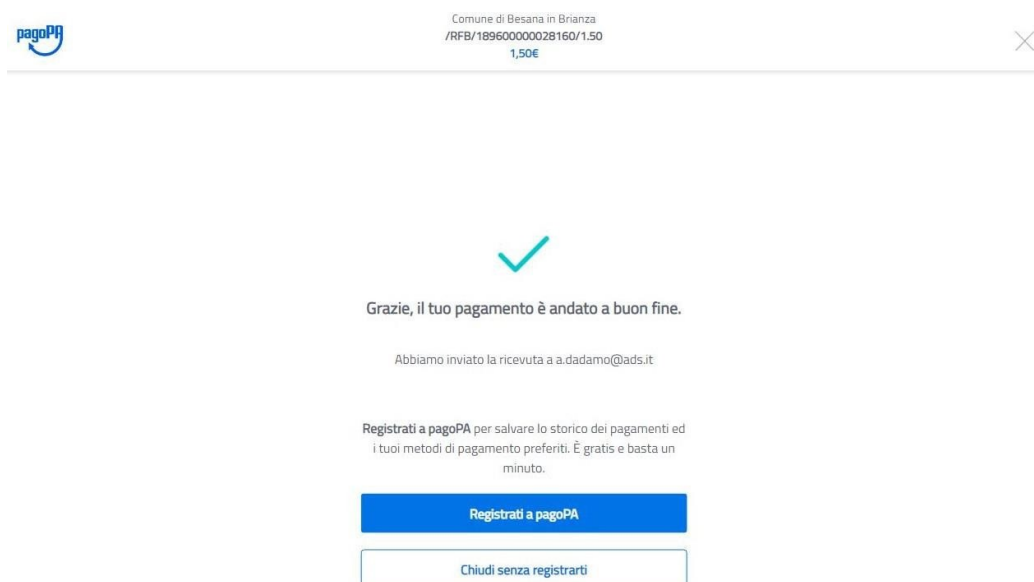 pagoPA
Comune di Besana in Brianza
/RFB/189600000028160/1.50
1,50€
Grazie, il tuo pagamento è andato a buon fine.
Abbiamo inviato la ricevuta a a.dadamo@ads.it
Registrati a pagoPA per salvare lo storico dei pagamenti ed
i tuoi metodi di pagamento preferiti. È gratis e basta un
minuto.
Registrati a pagoPA
Chiudi senza registrarti